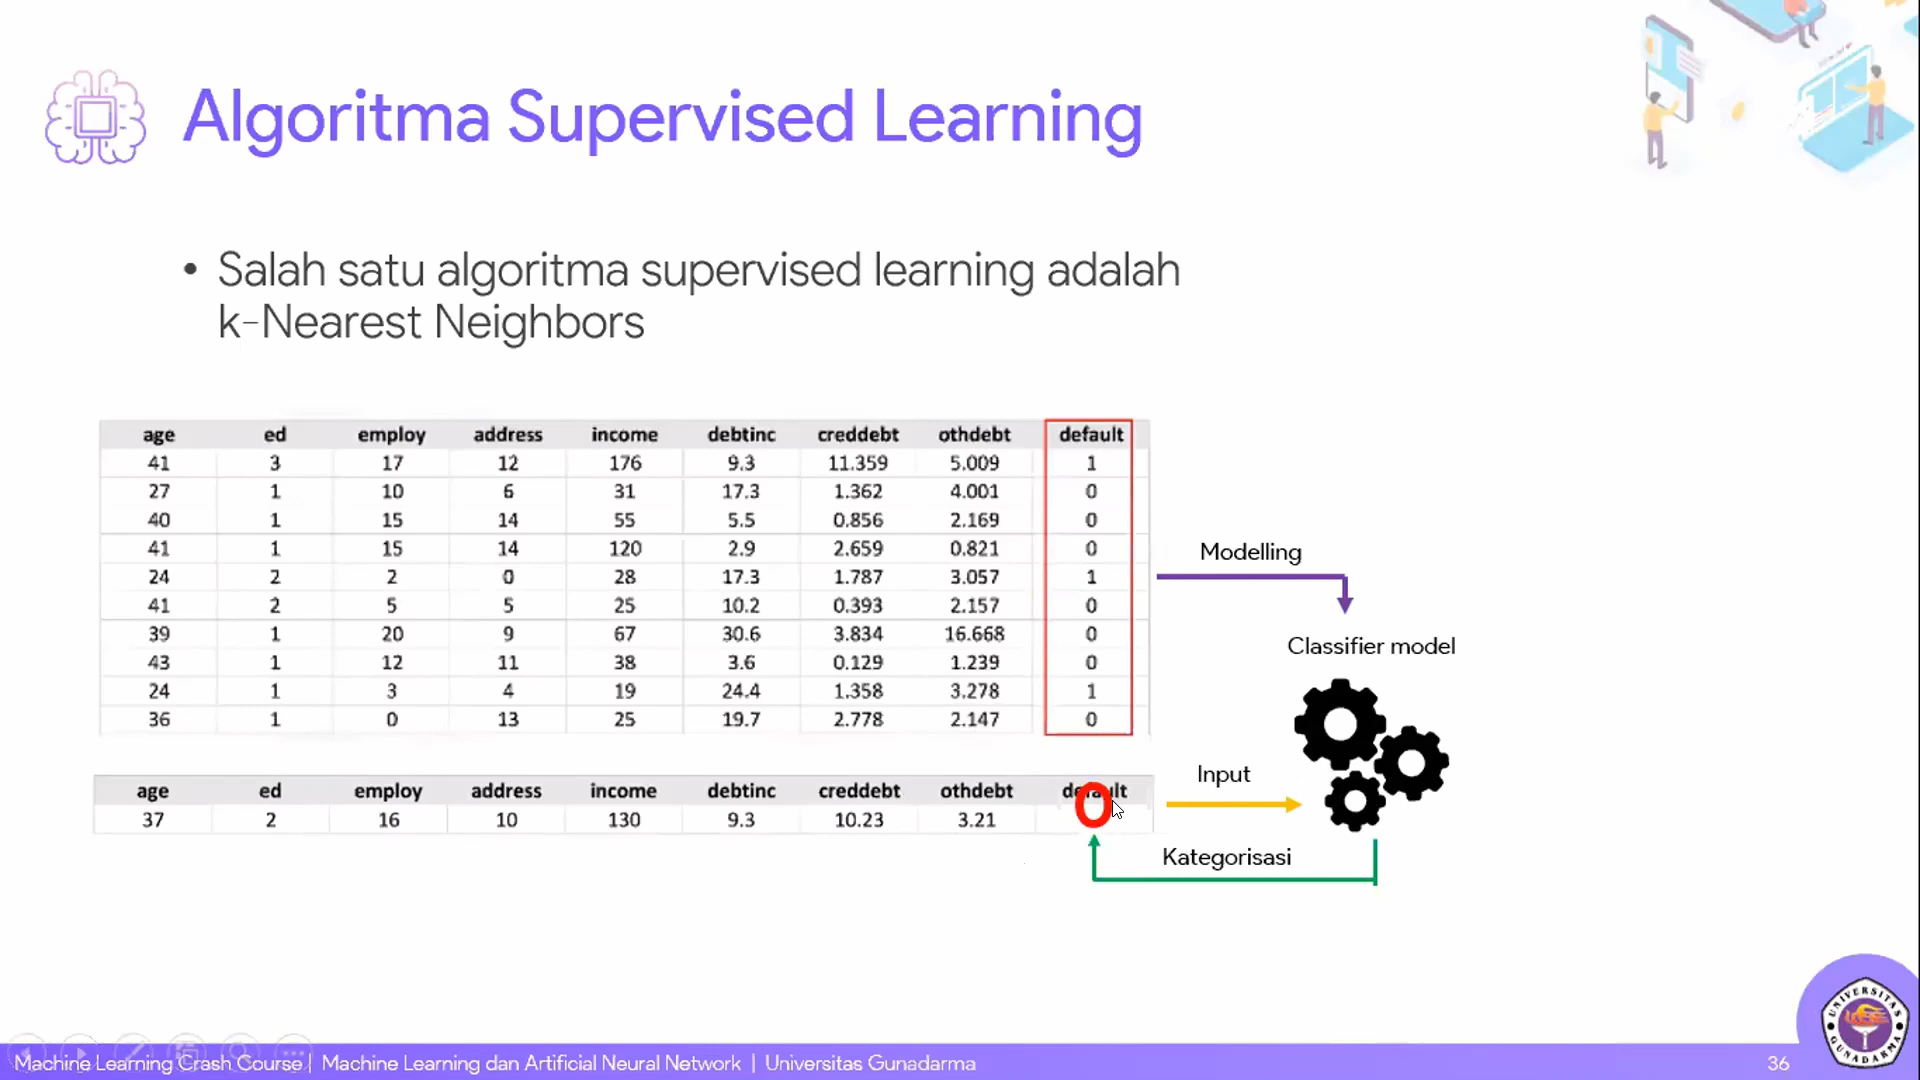 Algoritma Supervised Learning
• Salah satu algoritma supervised learning adalah
k-Nearest Neighbors
age ed employ address income debtinc creddebt othdebt default
41 3 17 12 176 9.3 11.359 5.009 1
27 1 10 6 31 17.3 1.362 4.001 0
40 1 15 14 55 5.5 0.856 2.169 0
41 1 15 14 120 2.9 2.659 0.821 0
24 2 2 0 28 17.3 1.787 3.057 1
41 2 5 5 25 10.2 0.393 2.157 0
39 1 20 9 67 30.6 3.834 16.668 0
43 1 12 11 38 3.6 0.129 1.239 0
24 1 3 4 19 24.4 1.358 3.278 1
36 1 0 13 25 19.7 2.778 2.147 0
Modelling
Classifier model
age ed employ address income debtinc creddebt othdebt default
37 2 16 10 130 9.3 10.23 3.21 0
Input
Kategorisasi
Machine Learning Crash Course | Machine Learning dan Artificial Neural Network | Universitas Gunadarma
36
UNIVERSITAS
GUNADARMA